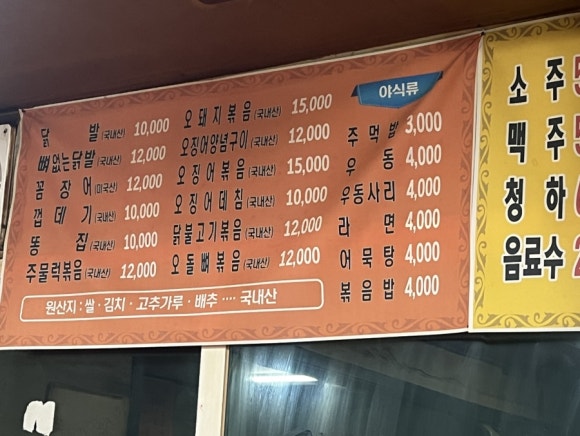 닭 발 (국내산) 10,000
뼈없는닭발 (국내산) 12,000
꼼 장 어 (미국산) 12,000
껍 데 기 (국내산) 10,000
똥 집 (국내산) 10,000
주물럭볶음 (국내산) 12,000
오돼지볶음 (국내산) 15,000
오징어양념구이 (국내산) 12,000
오징어볶음 (국내산) 15,000
오징어데침 (국내산) 10,000
닭불고기볶음 (국내산) 12,000
오돌뼈볶음 (국내산) 12,000
야식류
주먹밥 3,000
우 동 4,000
우동사리 4,000
라 면 4,000
어묵탕 4,000
볶음밥 4,000
원산지 : 쌀 · 김치 · 고추가루 · 배추 ···· 국내산
소 주
맥 주
청 하
음료수